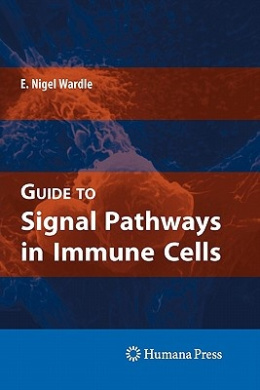 E. Nigel Wardle
GUIDE TO
Signal Pathways
in Immune Cells
Humana Press